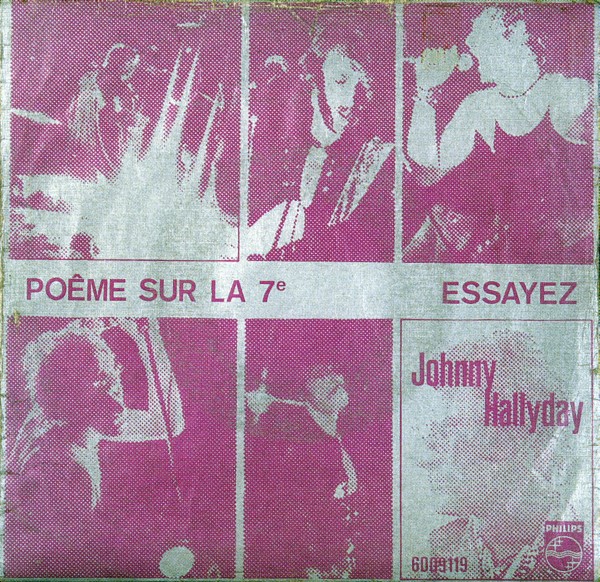 POÊME SUR LA 7e
ESSAYEZ
Johnny
Hallyday
PHILIPS
6009119